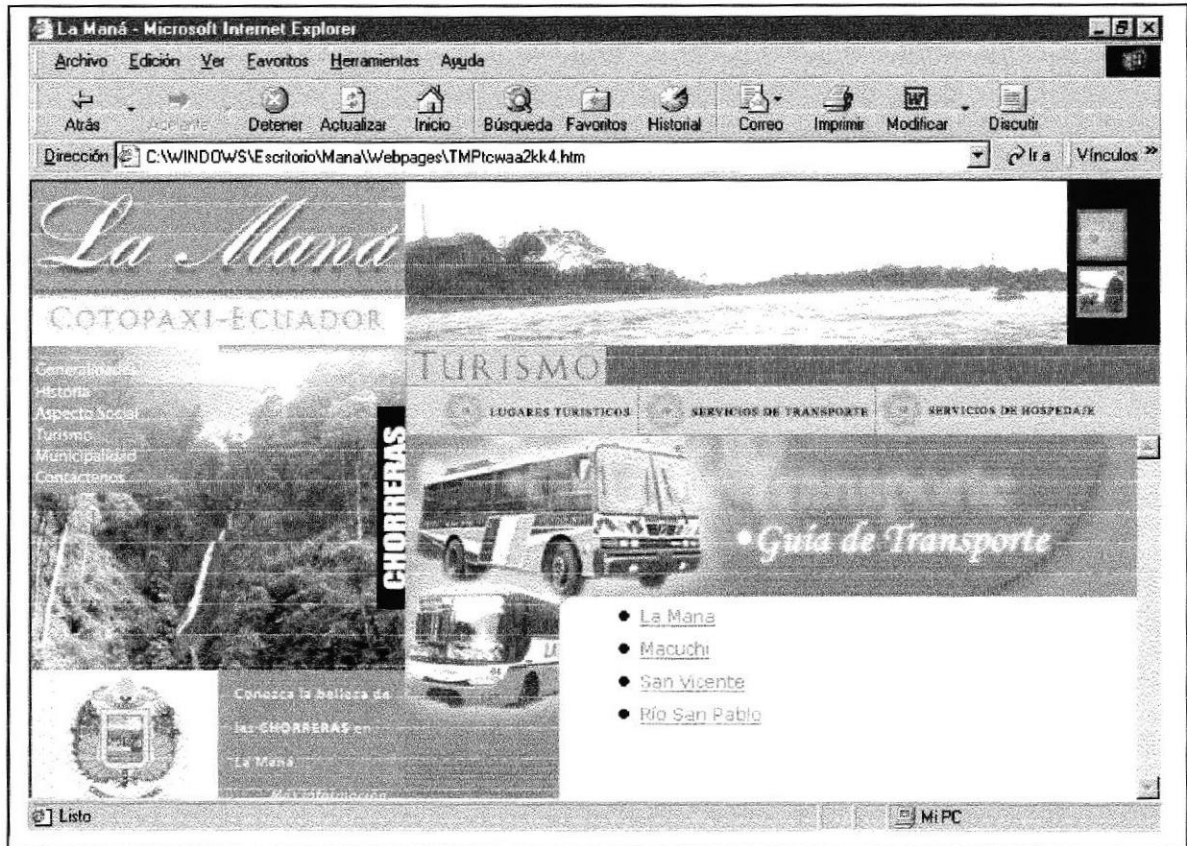 La Maná - Microsoft Internet Explorer
Archivo Edición Ver Favoritos Herramientas Ayuda
Atrás Adelante Detener Actualizar Inicio Búsqueda Favoritos Historial Correo Imprimir Modificar Discutir
Dirección C:\WINDOWS\Escritorio\Mana\Webpages\TMPtcwaa2kk4.htm Ir a Vínculos »
La Maná
COTOPAXI-ECUADOR
Generalidades
Historia
Aspecto Social
Turismo
Municipalidad
Contáctenos
CHORRERAS
TURISMO
LUGARES TURISTICOS SERVICIOS DE TRANSPORTE SERVICIOS DE HOSPEDAJE
•Guía de Transporte
• La Mana
• Macuchi
• San Vicente
• Río San Pablo
Conozca la belleza de
las CHORRERAS en
La Maná
Listo Mi PC